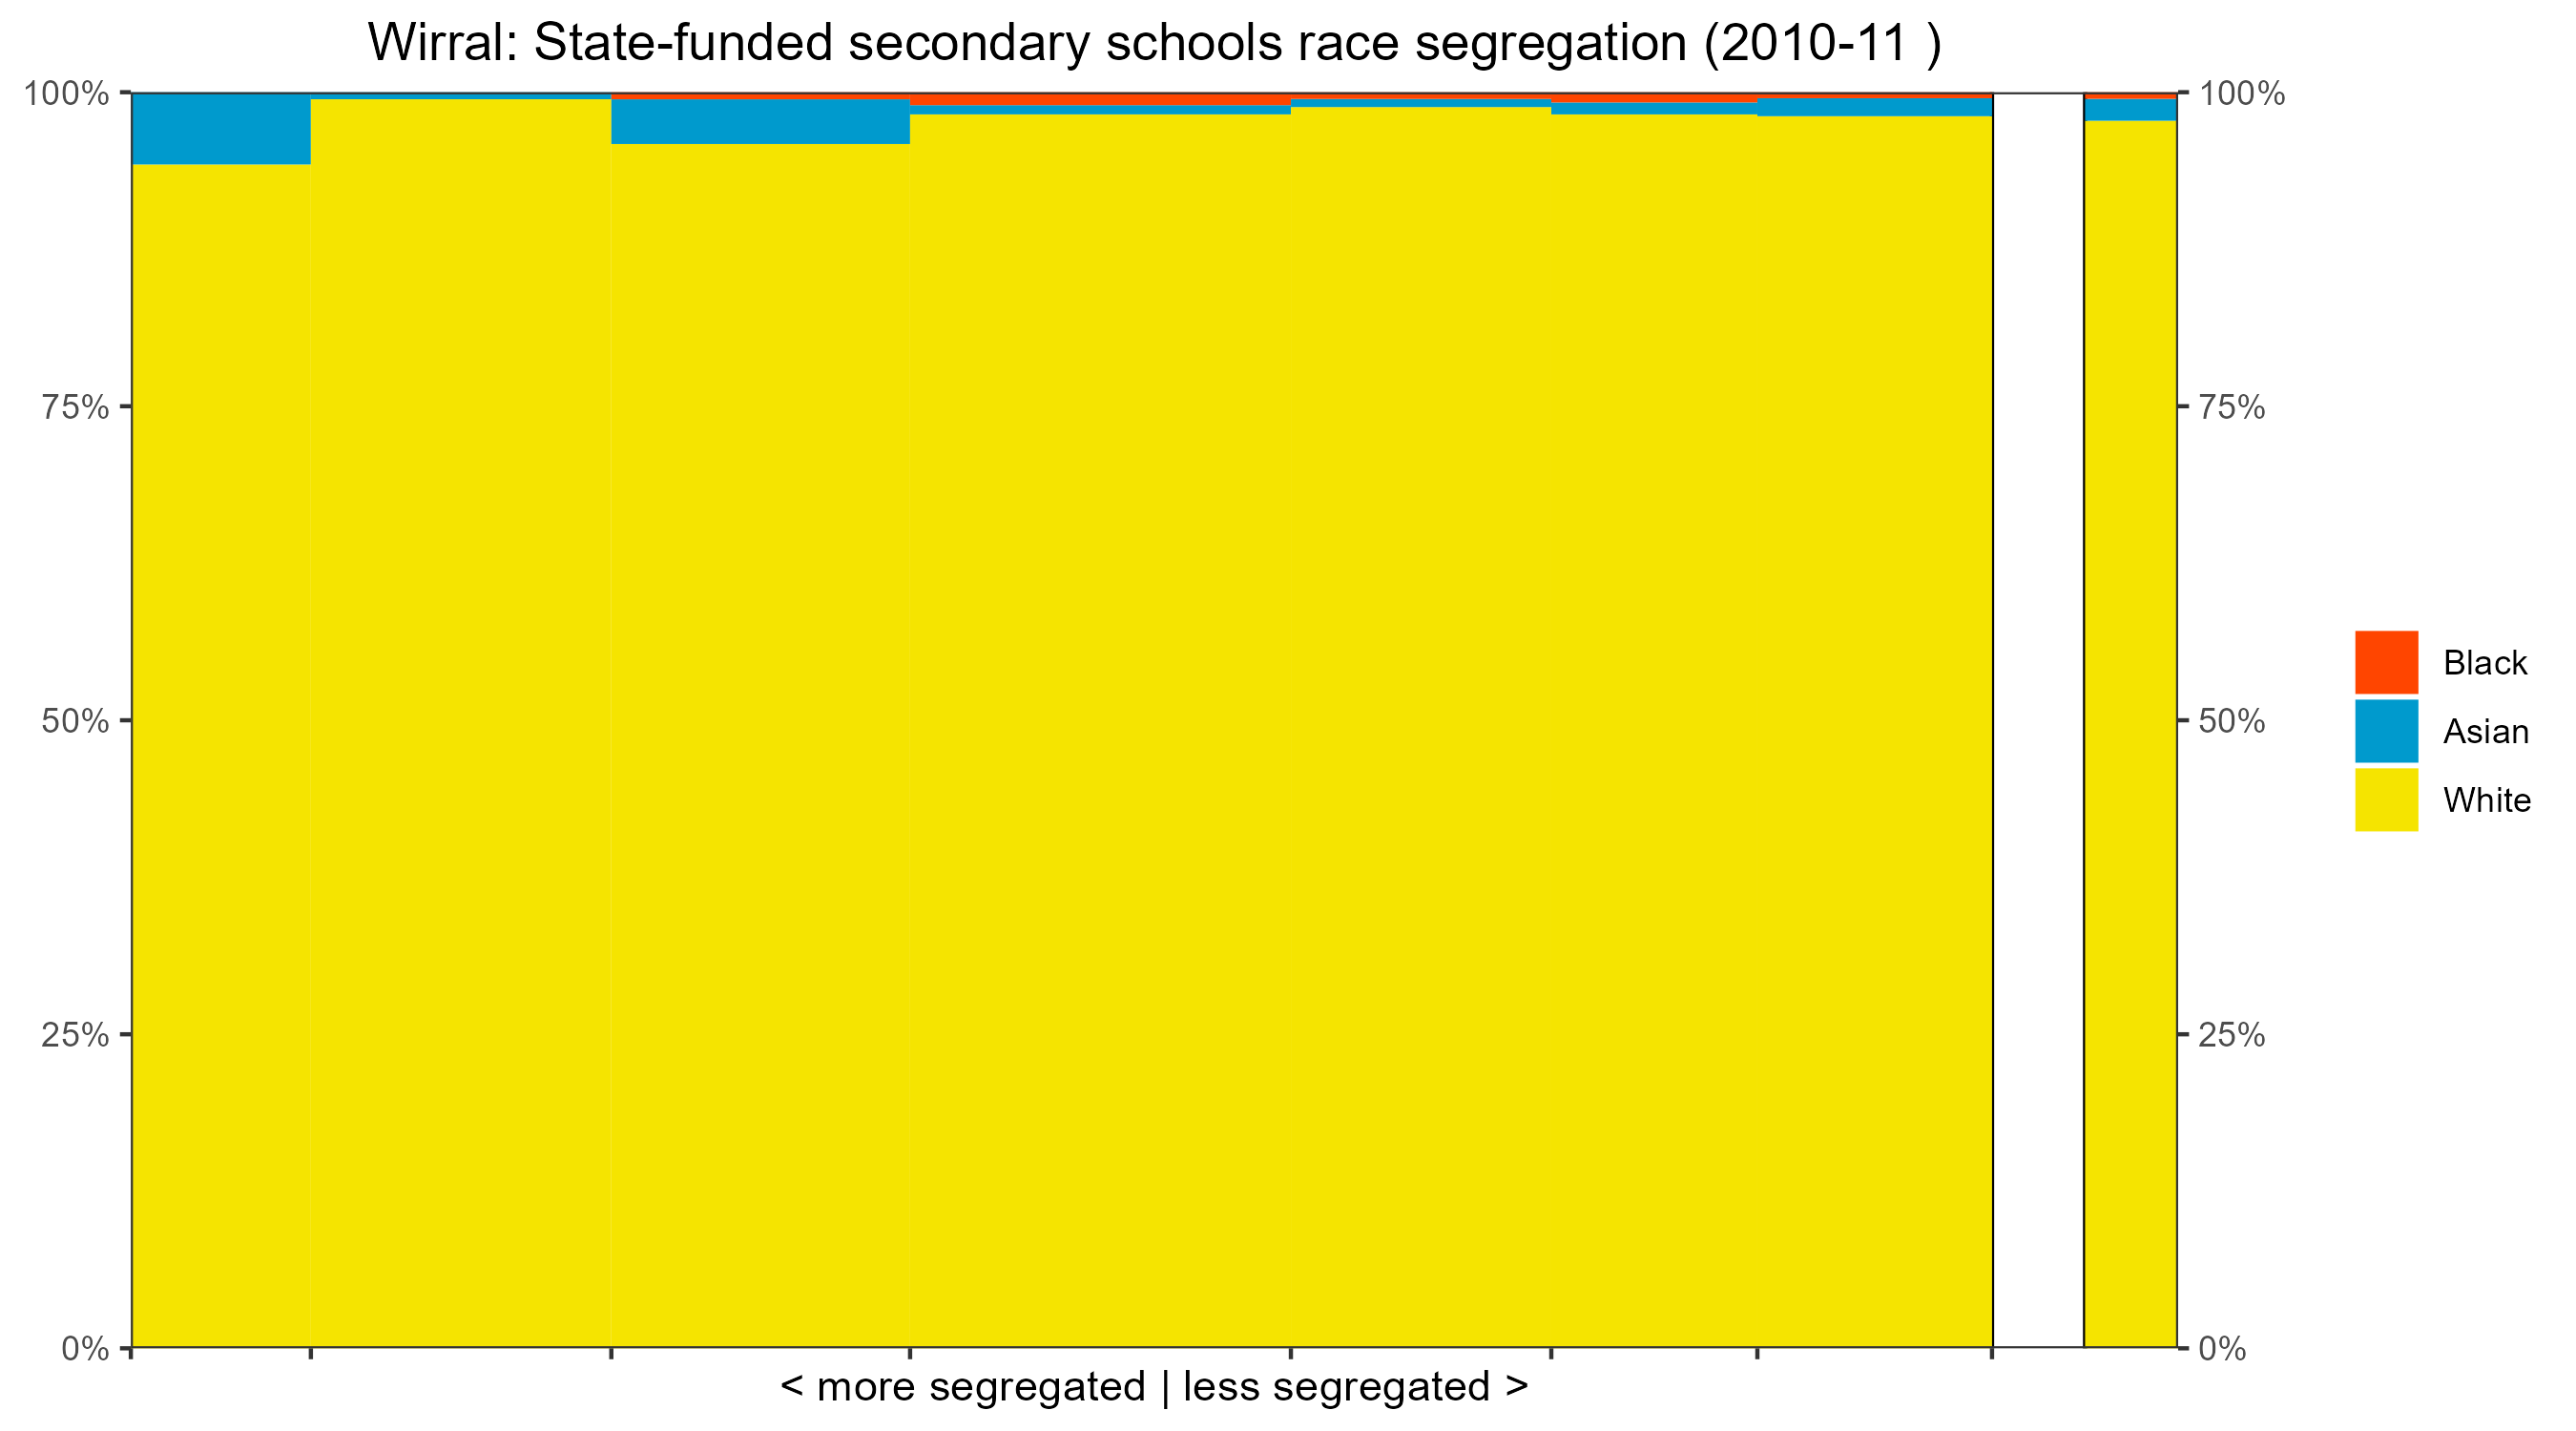 Wirral: State-funded secondary schools race segregation (2010-11 )
100%
75%
50%
25%
0%
100%
75%
50%
25%
0%
Black
Asian
White
< more segregated | less segregated >